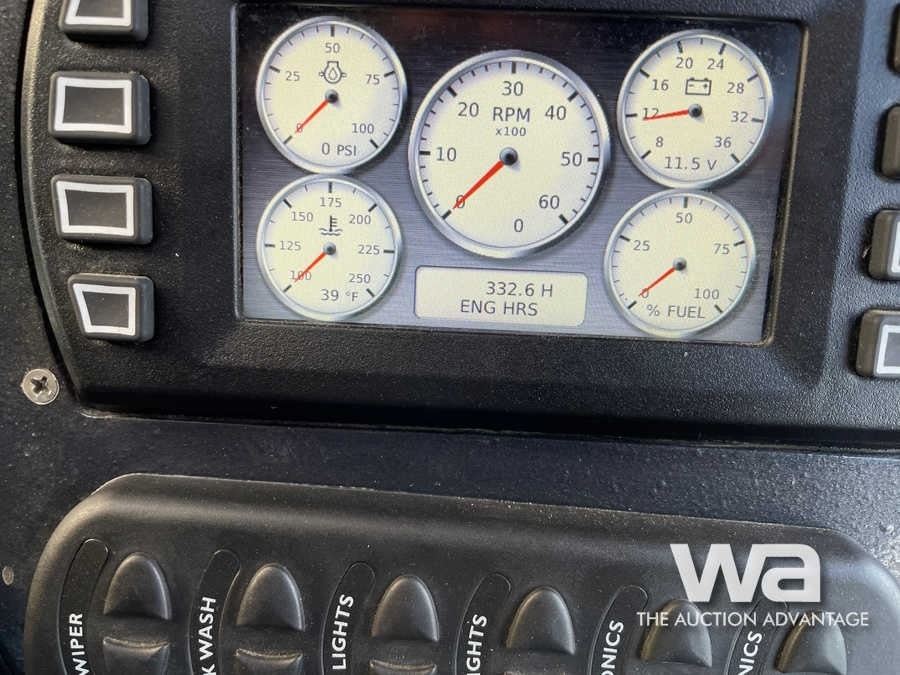 50
25
75
0
100
0 PSI
30
20
40
RPM
x100
10
50
0
60
0
20
24
16
28
12
32
8
36
11.5 V
175
150
200
125
225
100
250
39 °F
332.6 H
ENG HRS
50
25
75
0
100
% FUEL
WIPER
WASH
LIGHTS
IGHTS
ONICS
NICS
wa
THE AUCTION ADVANTAGE